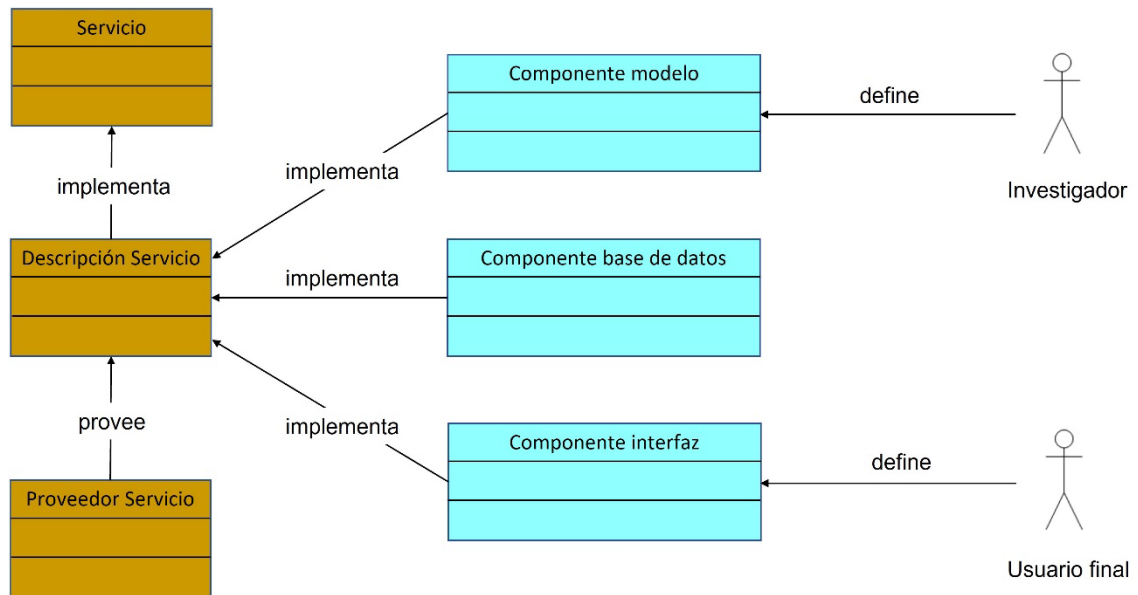 Servicio
Componente modelo
define
implementa
implementa
Investigador
Descripción Servicio
Componente base de datos
implementa
provee
implementa
Componente interfaz
define
Proveedor Servicio
Usuario final